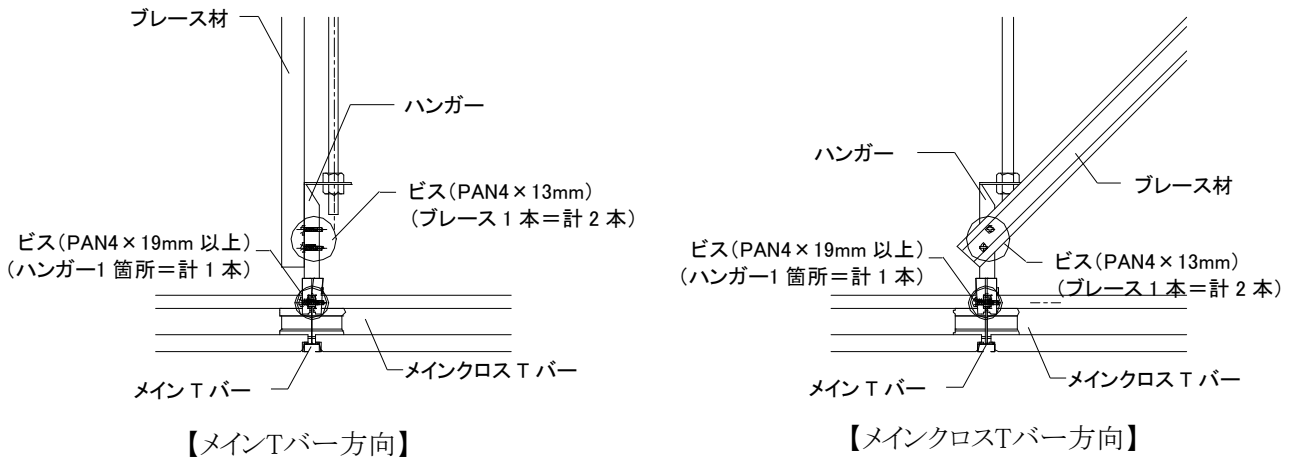 ブレース材
ハンガー
ビス(PAN4×13mm)
(ブレース1本=計2本)
ビス(PAN4×19mm 以上)
(ハンガー1箇所=計1本)
メインTバー
メインクロスTバー
【メインTバー方向】
ハンガー
ブレース材
ビス(PAN4×19mm 以上)
(ハンガー1箇所=計1本)
ビス(PAN4×13mm)
(ブレース1本=計2本)
メインTバー
メインクロスTバー
【メインクロスTバー方向】